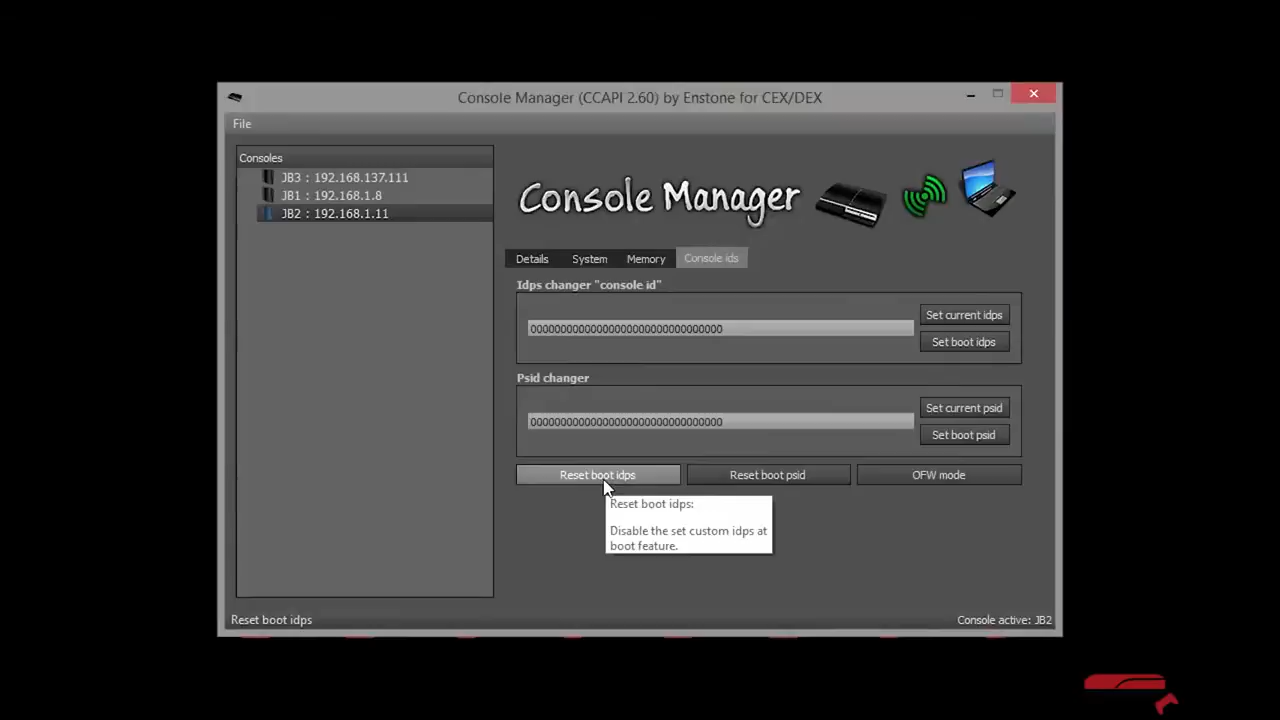 Console Manager (CCAPI 2.60) by Enstone for CEX/DEX
File
Consoles
JB3 : 192.168.137.111
JB1 : 192.168.1.8
JB2 : 192.168.1.11
Console Manager
Details System Memory Console ids
Idps changer "console id"
00000000000000000000000000000000
Set current idps
Set boot idps
Psid changer
00000000000000000000000000000000
Set current psid
Set boot psid
Reset boot idps Reset boot psid OFW mode
Reset boot idps:
Disable the set custom idps at
boot feature.
Reset boot idps
Console active: JB2